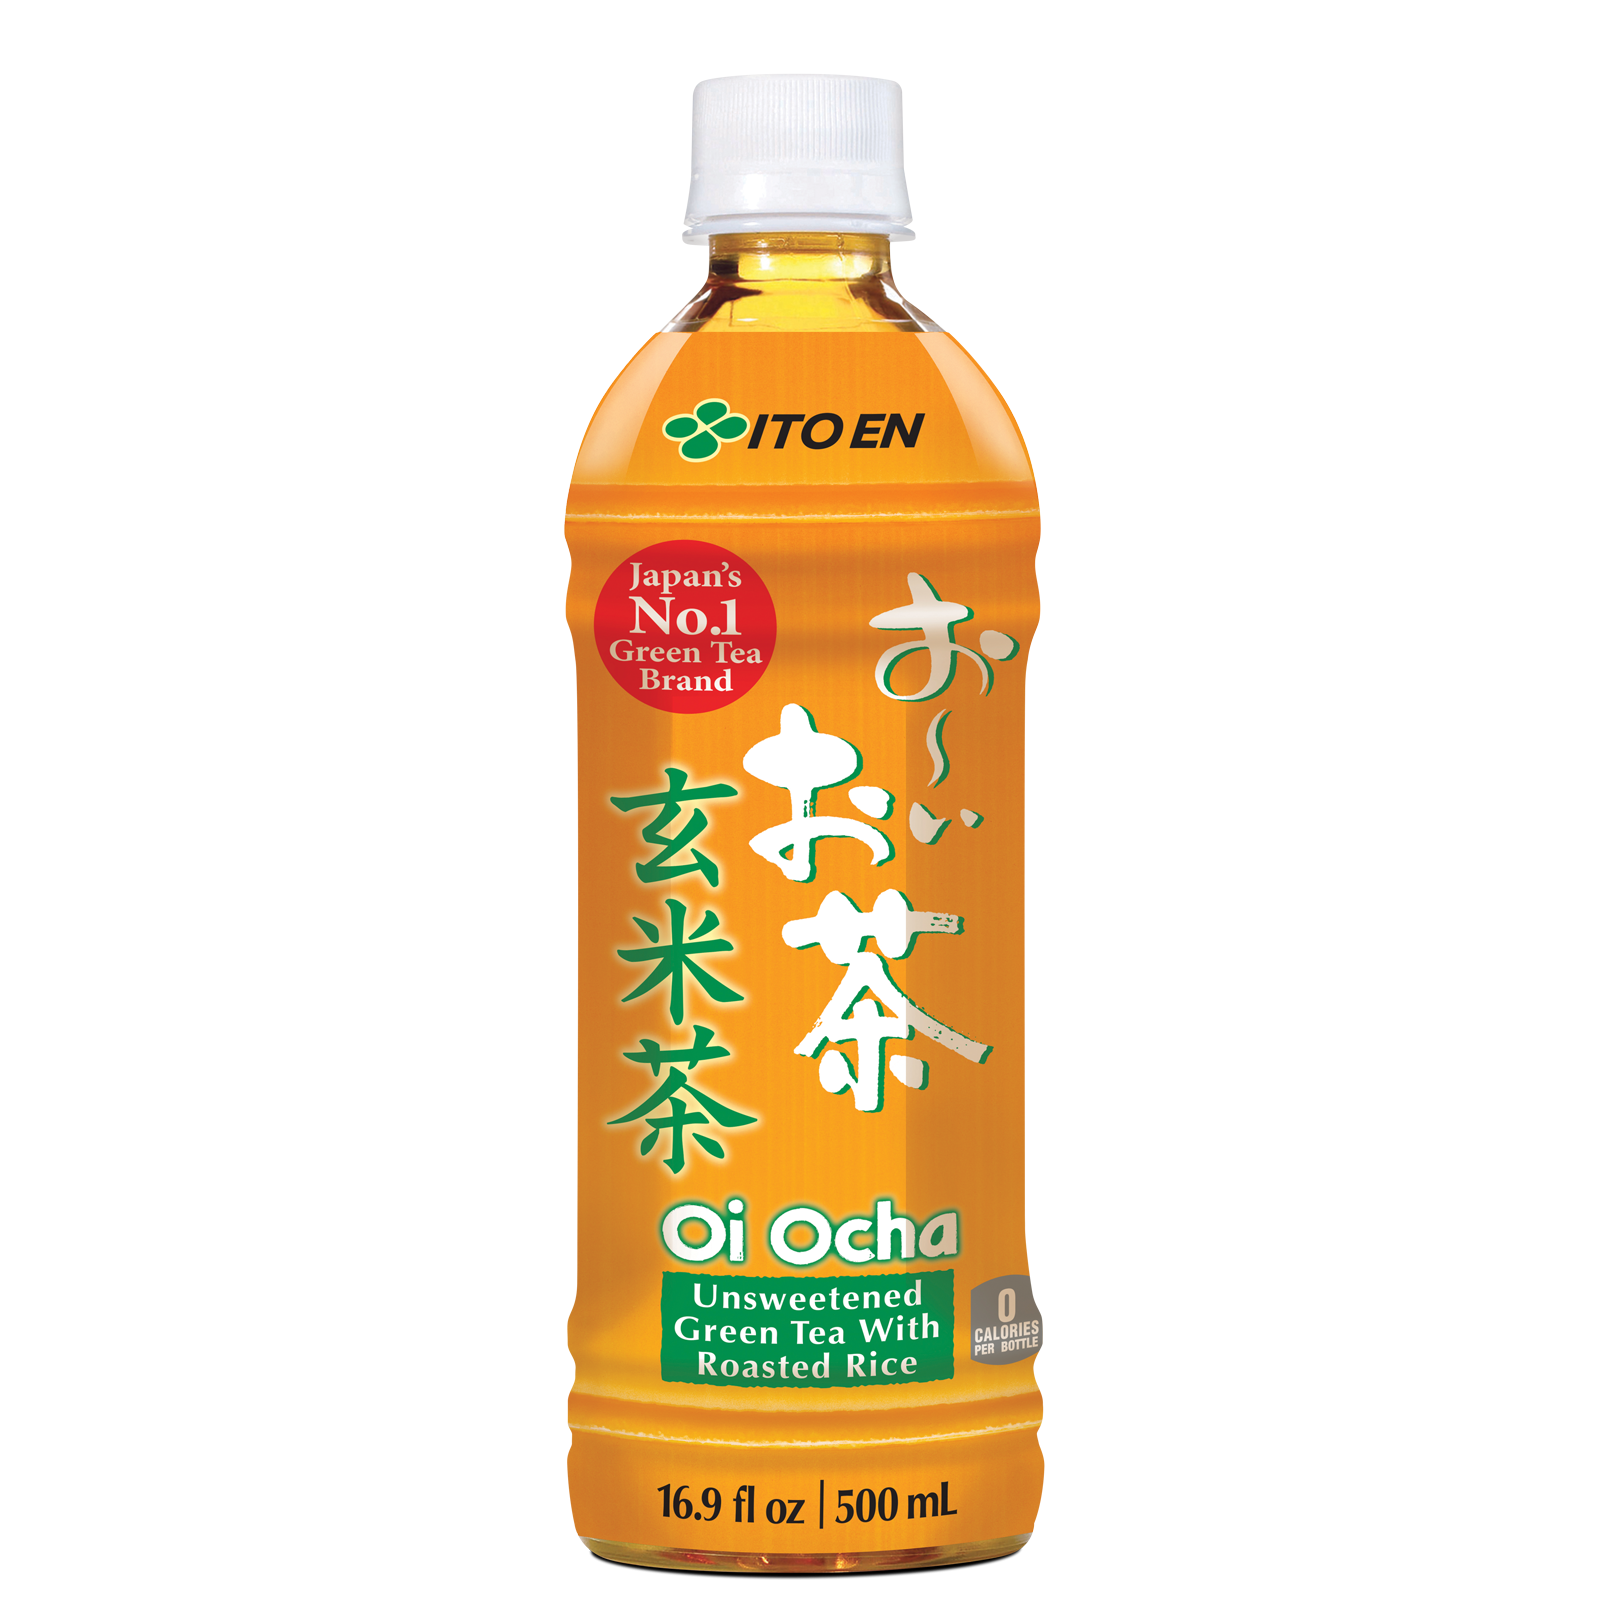 ITO EN
Japan's
No.1
Green Tea
Brand
お〜い
お茶
玄米茶
Oi Ocha
Unsweetened
Green Tea With
Roasted Rice
0
CALORIES
PER BOTTLE
16.9 fl oz | 500 mL